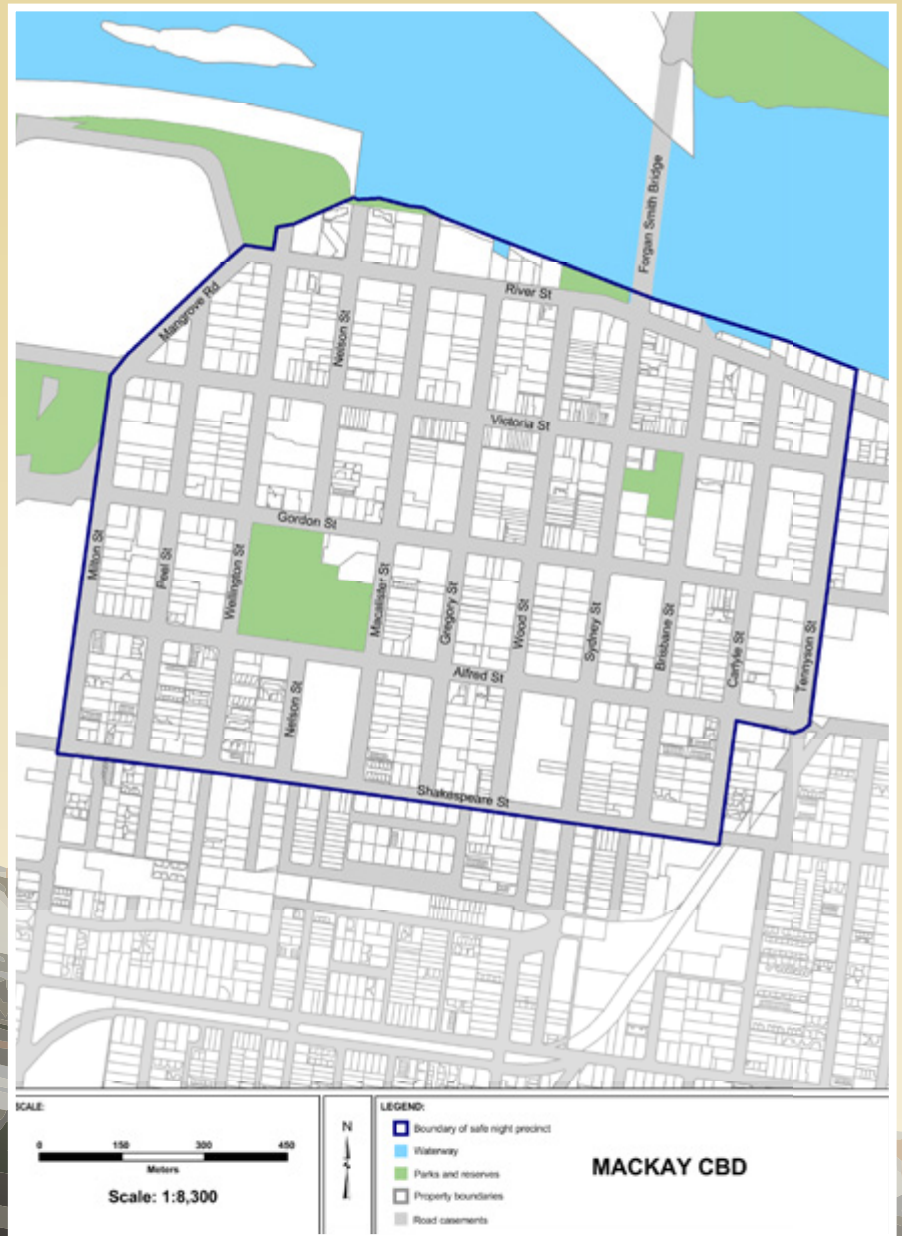 Forgan Smith Bridge
River St
Mangrove Rd
Nelson St
Victoria St
Gordon St
Milton St
Peel St
Wellington St
Macalister St
Gregory St
Wood St
Sydney St
Brisbane St
Carlyle St
Tennyson St
Alfred St
Nelson St
Shakespeare St
SCALE:
0 150 300 450
Meters
Scale: 1:8,300
N
LEGEND:
Boundary of safe night precinct
Waterway
Parks and reserves
Property boundaries
Road casements
MACKAY CBD